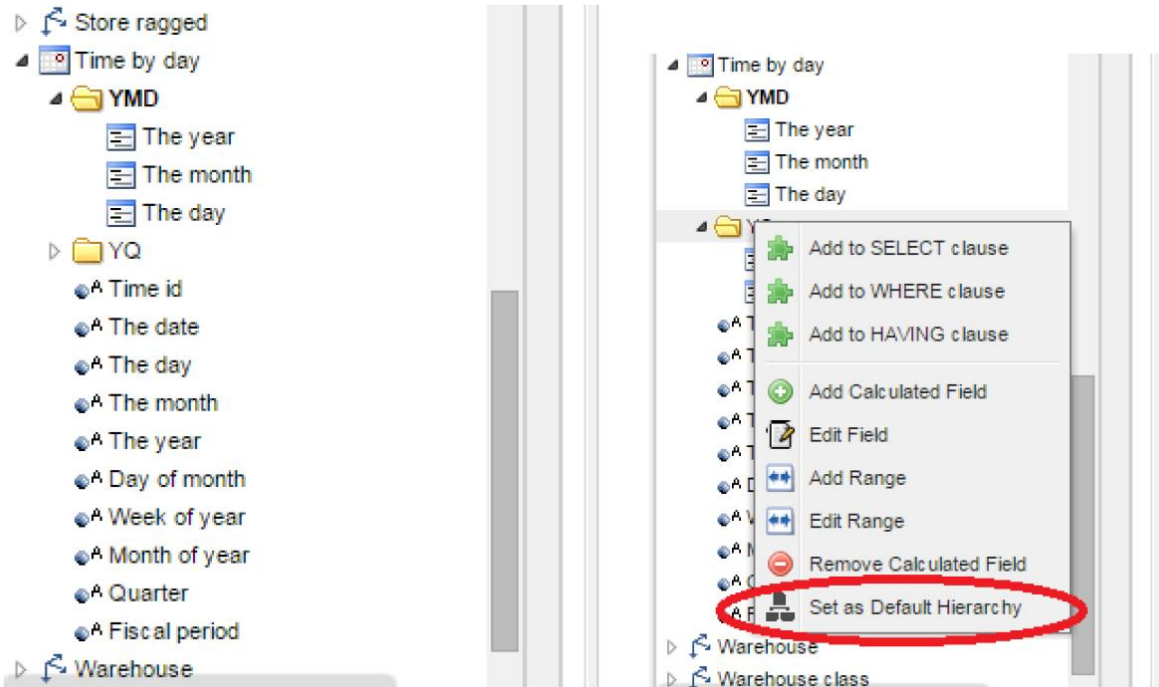 Store ragged
Time by day
YMD
The year
The month
The day
YQ
A Time id
A The date
A The day
A The month
A The year
A Day of month
A Week of year
A Month of year
A Quarter
A Fiscal period
Warehouse
Time by day
YMD
The year
The month
The day
Add to SELECT clause
Add to WHERE clause
Add to HAVING clause
Add Calculated Field
Edit Field
Add Range
Edit Range
Remove Calculated Field
Set as Default Hierarchy
Warehouse
Warehouse class